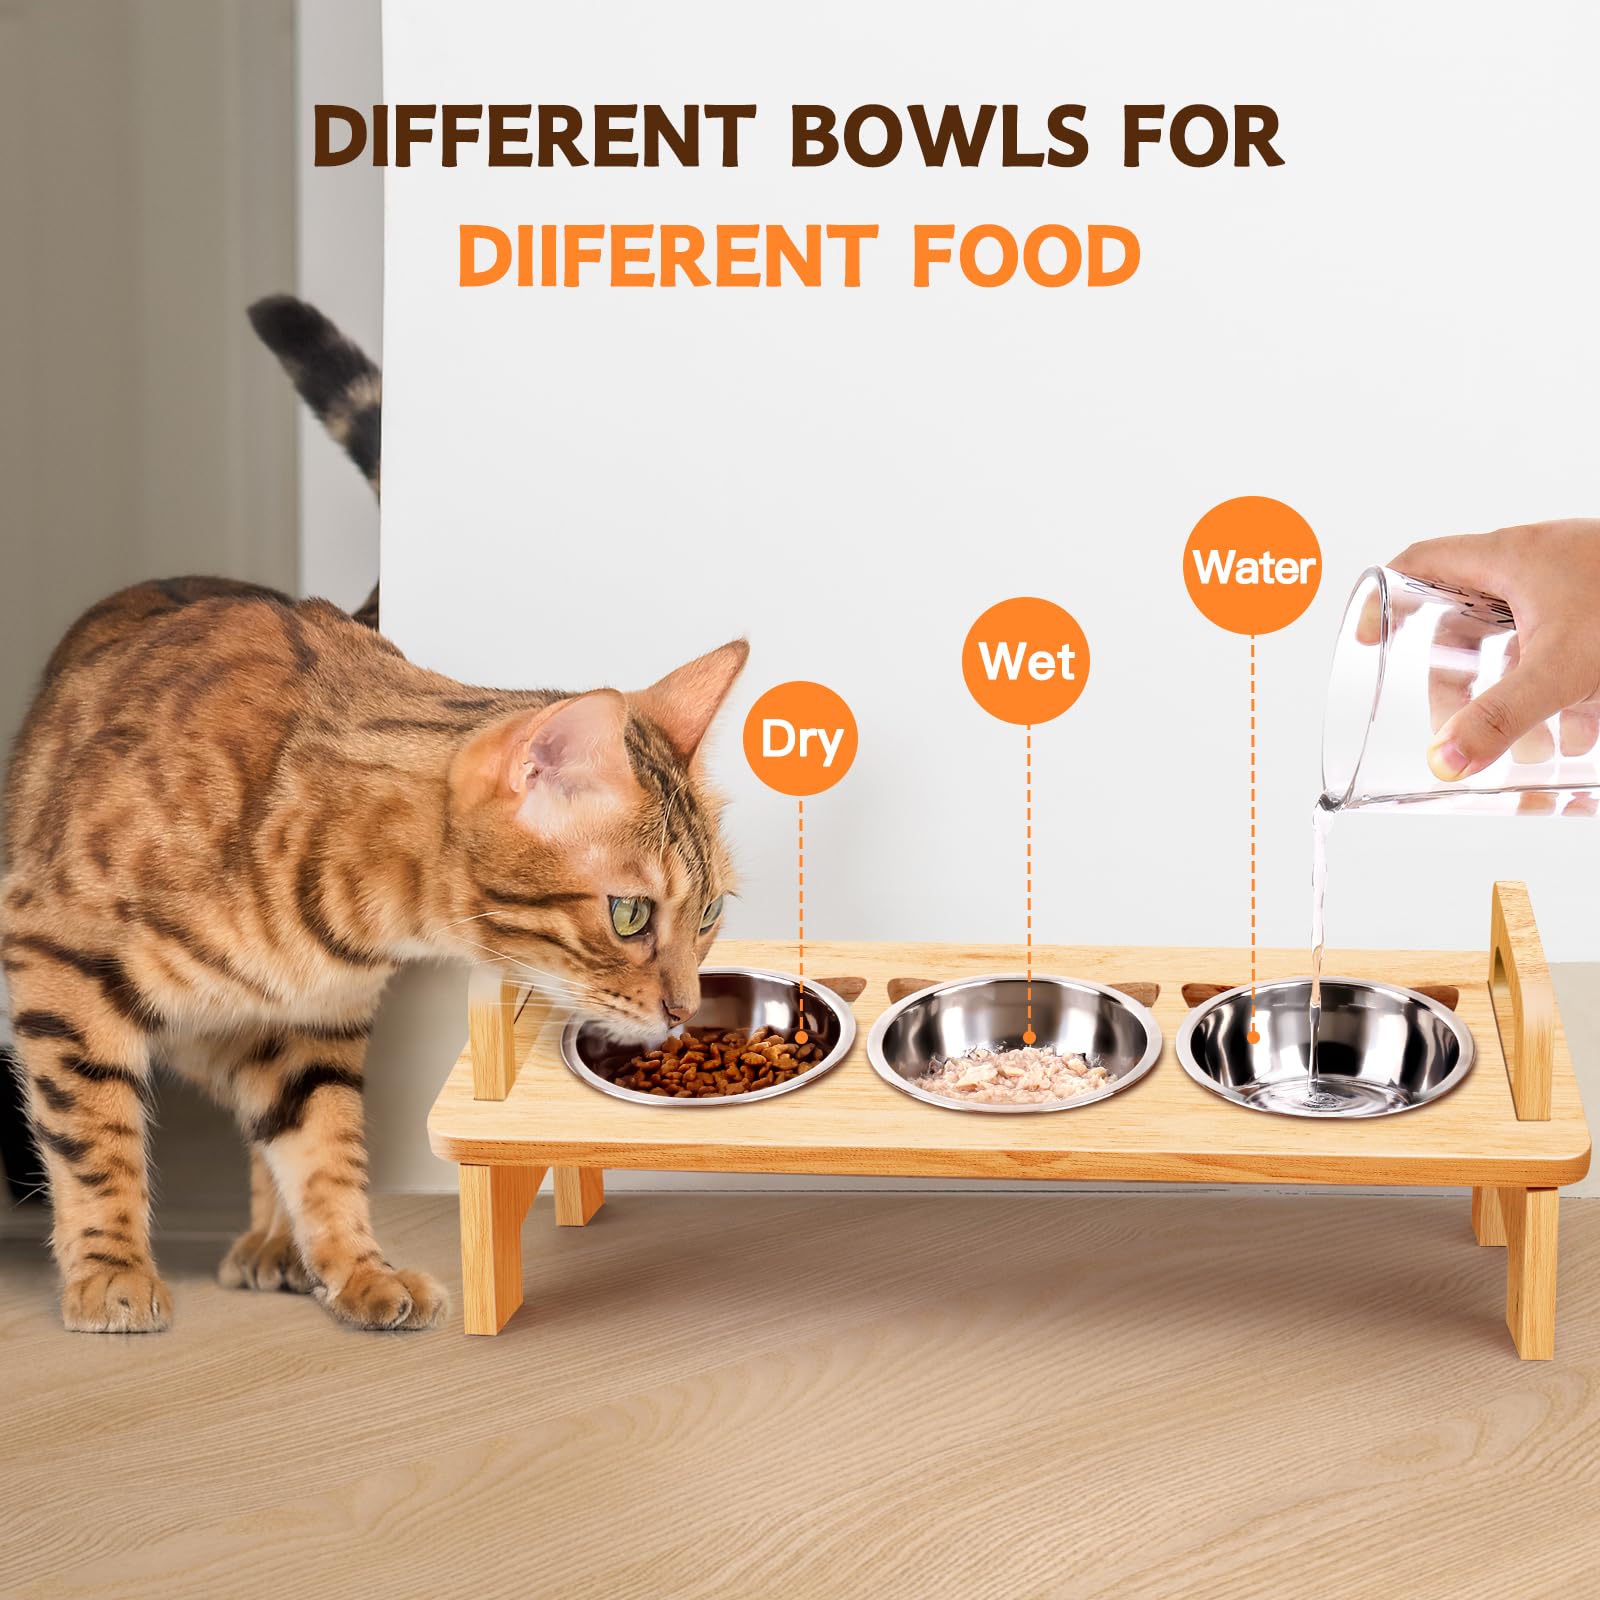 DIFFERENT BOWLS FOR
DIIFERENT FOOD
Water
Wet
Dry